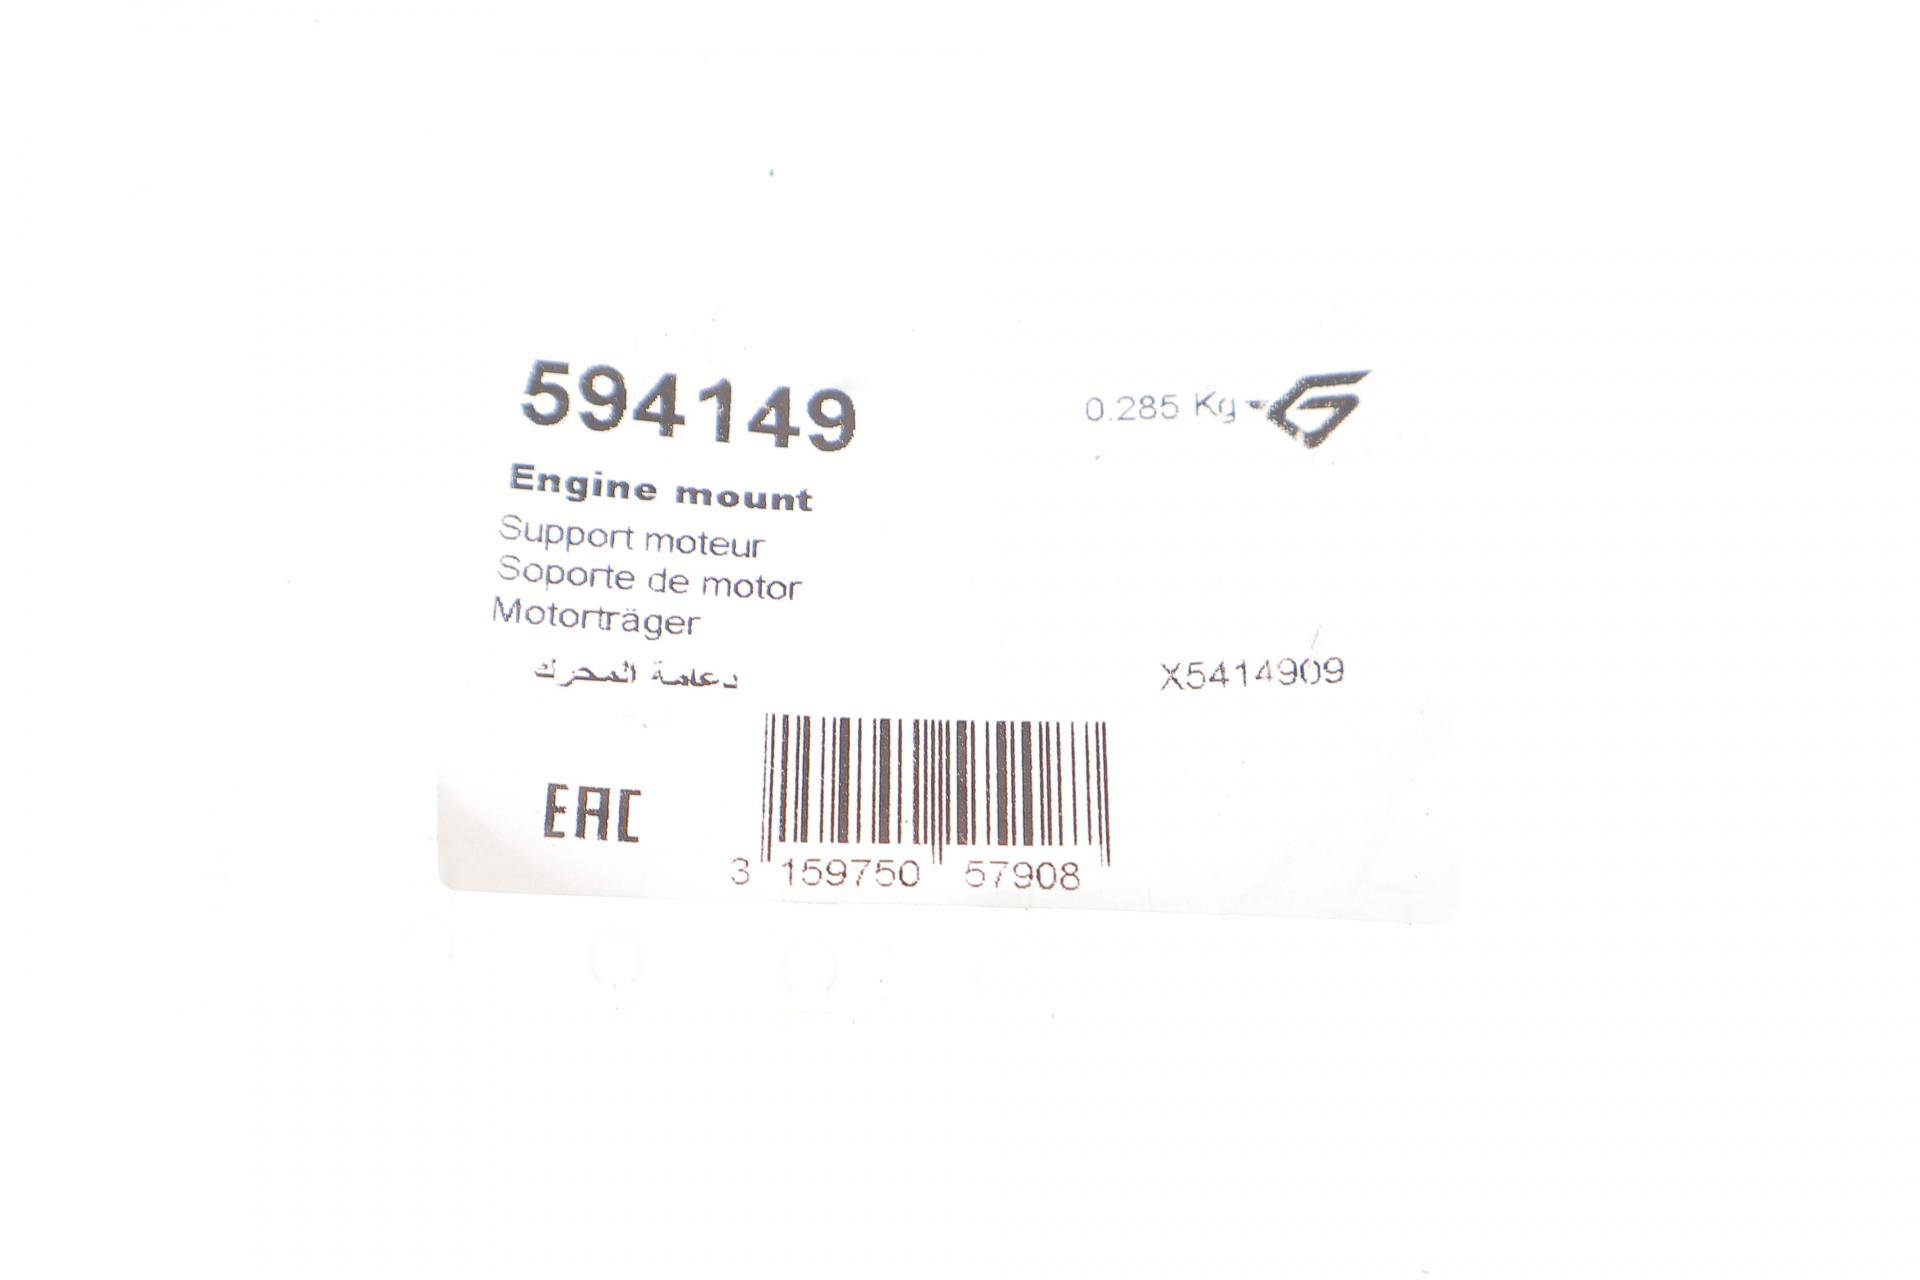 594149
0.285 Kg
Engine mount
Support moteur
Soporte de motor
Motorträger
دعامة المحرك
X5414909
EAC
3 159750 57908